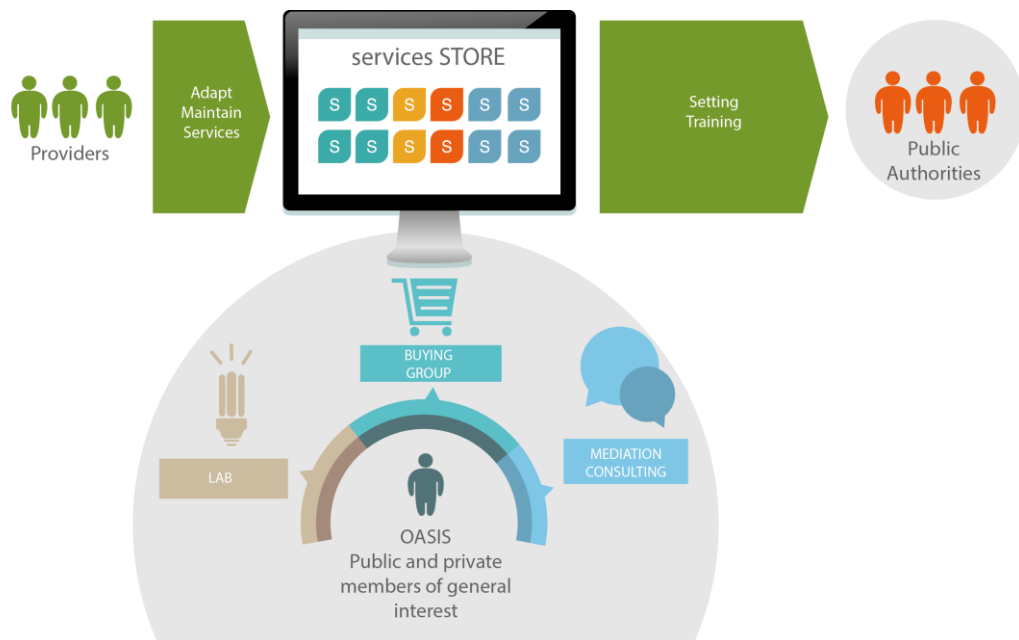 services STORE
S S S S S S
S S S S S S
Providers
Adapt
Maintain
Services
Setting
Training
Public
Authorities
BUYING
GROUP
LAB
MEDIATION
CONSULTING
OASIS
Public and private
members of general
interest